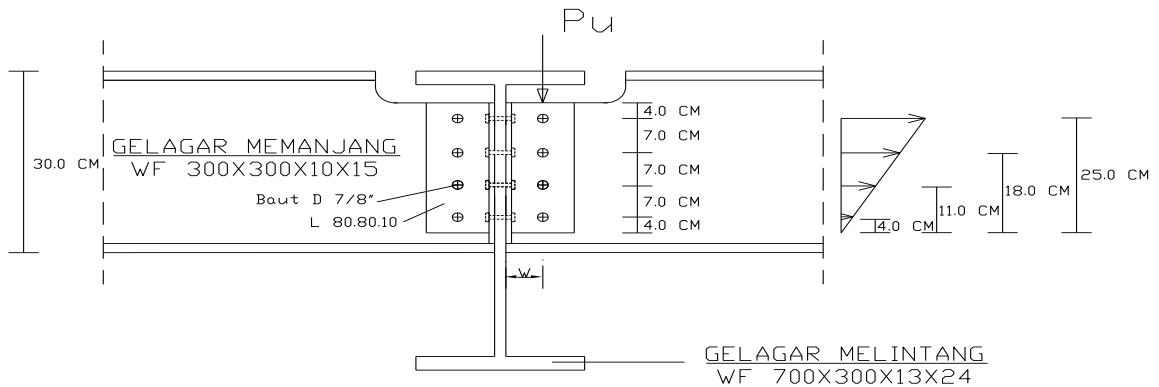 Pu
4.0 CM
7.0 CM
7.0 CM
7.0 CM
4.0 CM
30.0 CM
GELAGAR MEMANJANG
WF 300X300X10X15
Baut D 7/8"
L 80.80.10
W
4.0 CM
11.0 CM
18.0 CM
25.0 CM
GELAGAR MELINTANG
WF 700X300X13X24